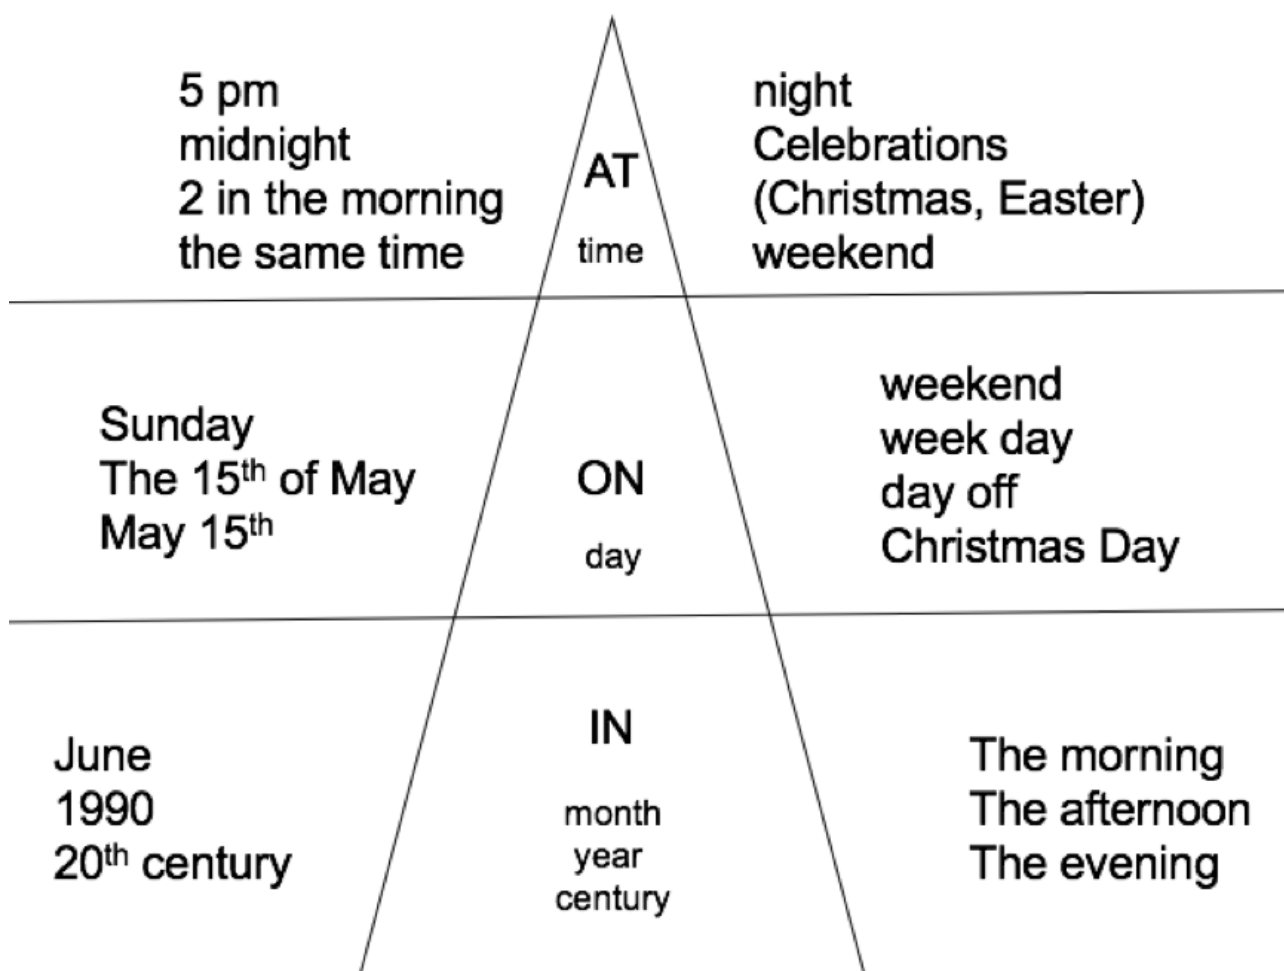 5 pm
midnight
2 in the morning
the same time
AT
time
night
Celebrations
(Christmas, Easter)
weekend
Sunday
The 15th of May
May 15th
ON
day
weekend
week day
day off
Christmas Day
June
1990
20th century
IN
month
year
century
The morning
The afternoon
The evening